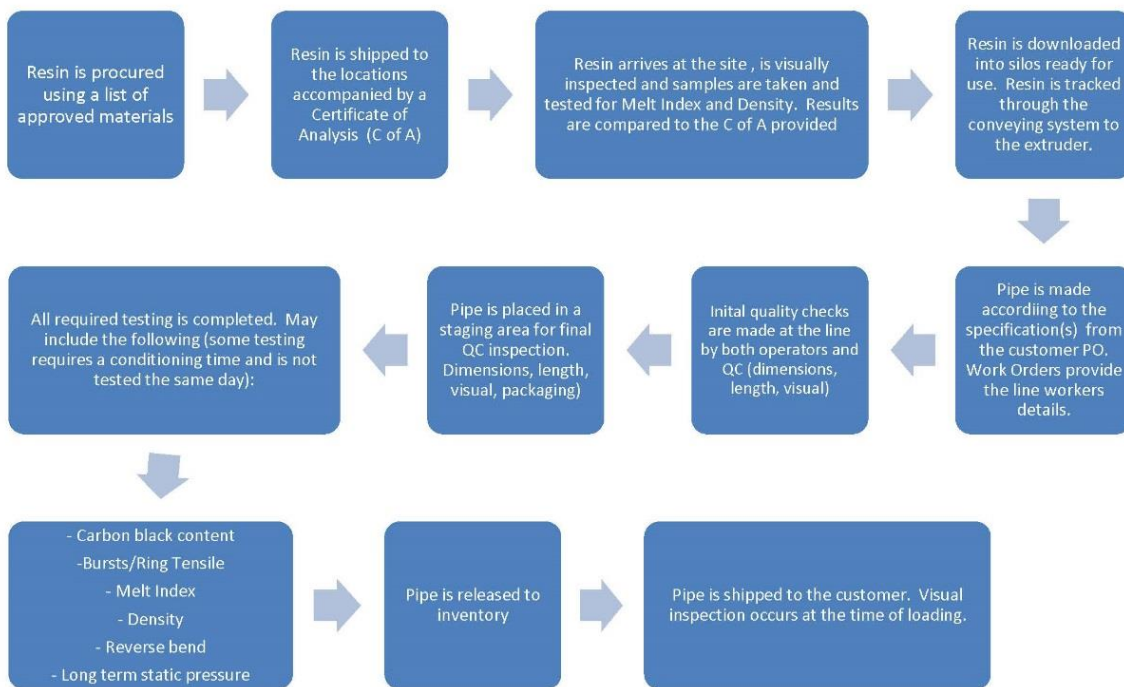 Resin is procured
using a list of
approved materials
Resin is shipped to
the locations
accompanied by a
Certificate of
Analysis  (C of A)
Resin arrives at the site , is visually
inspected and samples are taken and
tested for Melt Index and Density.  Results
are compared to the C of A provided
Resin is downloaded
into silos ready for
use.  Resin is tracked
through the
conveying system to
the extruder.
Pipe is made
accordiing to the
specification(s)  from
the customer PO.
Work Orders provide
the line workers
details.
Inital quality checks
are made at the line
by both operators and
QC (dimensions,
length, visual)
Pipe is placed in a
staging area for final
QC inspection.
Dimensions, length,
visual, packaging)
All required testing is completed.  May
include the following (some testing
requires a conditioning time and is not
tested the same day):
- Carbon black content
-Bursts/Ring Tensile
- Melt Index
- Density
- Reverse bend
- Long term static pressure
Pipe is released to
inventory
Pipe is shipped to the customer.  Visual
inspection occurs at the time of loading.